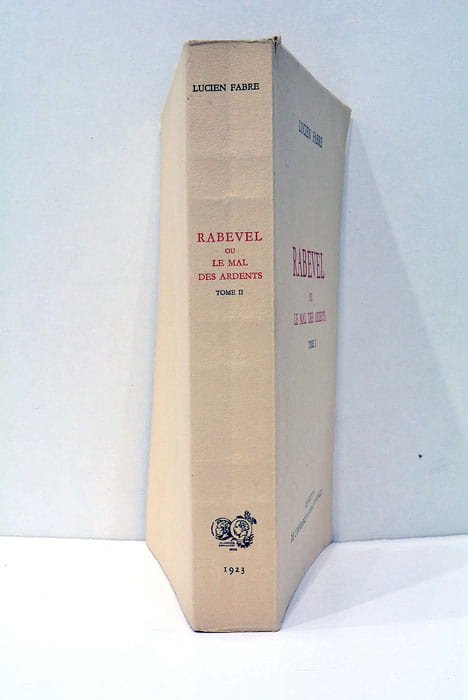 LUCIEN FABRE
RABEVEL
OU
LE MAL
DES ARDENTS
TOME II
1923
LUCIEN FABRE
RABEVEL
OU
LE MAL DES ARDENTS